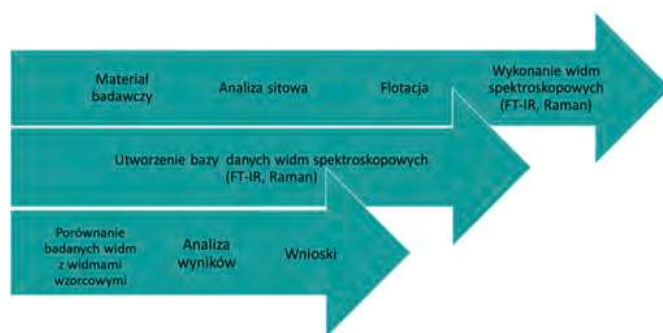 Materiał
badawczy
Analiza sitowa
Flotacja
Wykonanie widm
spektroskopowych
(FT-IR, Raman)
Utworzenie bazy danych widm spektroskopowych
(FT-IR, Raman)
Porównanie
badanych widm
z widmami
wzorcowymi
Analiza
wyników
Wnioski